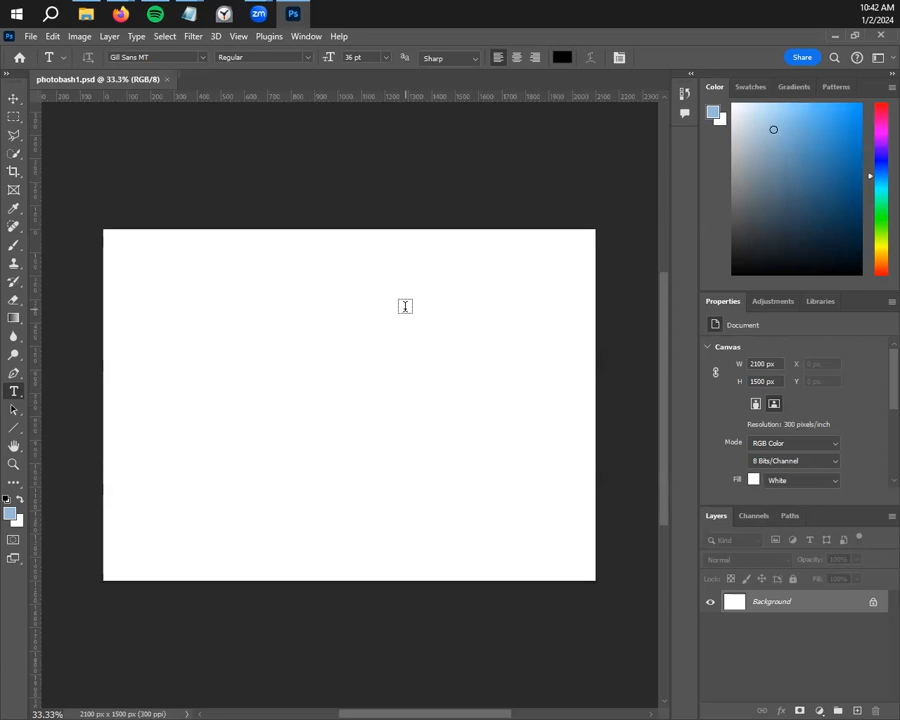 10:42 AM
1/2/2024
zm
Ps
Ps File Edit Image Layer Type Select Filter 3D View Plugins Window Help
T Gill Sans MT Regular 36 pt Sharp Share
photobash1.psd @ 33.3% (RGB/8) ×
Color Swatches Gradients Patterns
Properties Adjustments Libraries
Document
Canvas
W 2100 px X 0 px
H 1500 px Y 0 px
Resolution: 300 pixels/inch
Mode RGB Color
8 Bits/Channel
Fill White
Layers Channels Paths
Kind
Normal Opacity: 100%
Lock: Fill: 100%
Background
33.33% 2100 px x 1500 px (300 ppi)